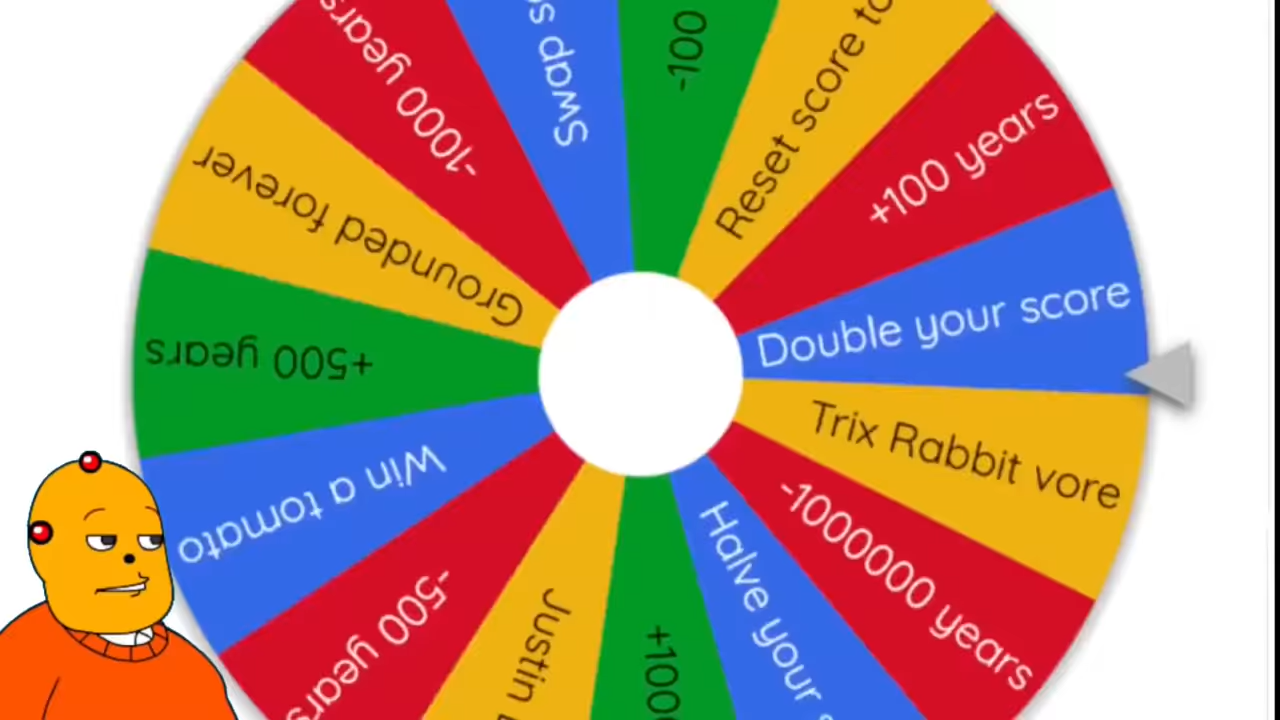 -100
Reset score to
+100 years
Double your score
Trix Rabbit vore
-1000000 years
Halve your
+100
Justin
-500 years
Win a tomato
+500 years
Grounded forever
-1000 years
Swap